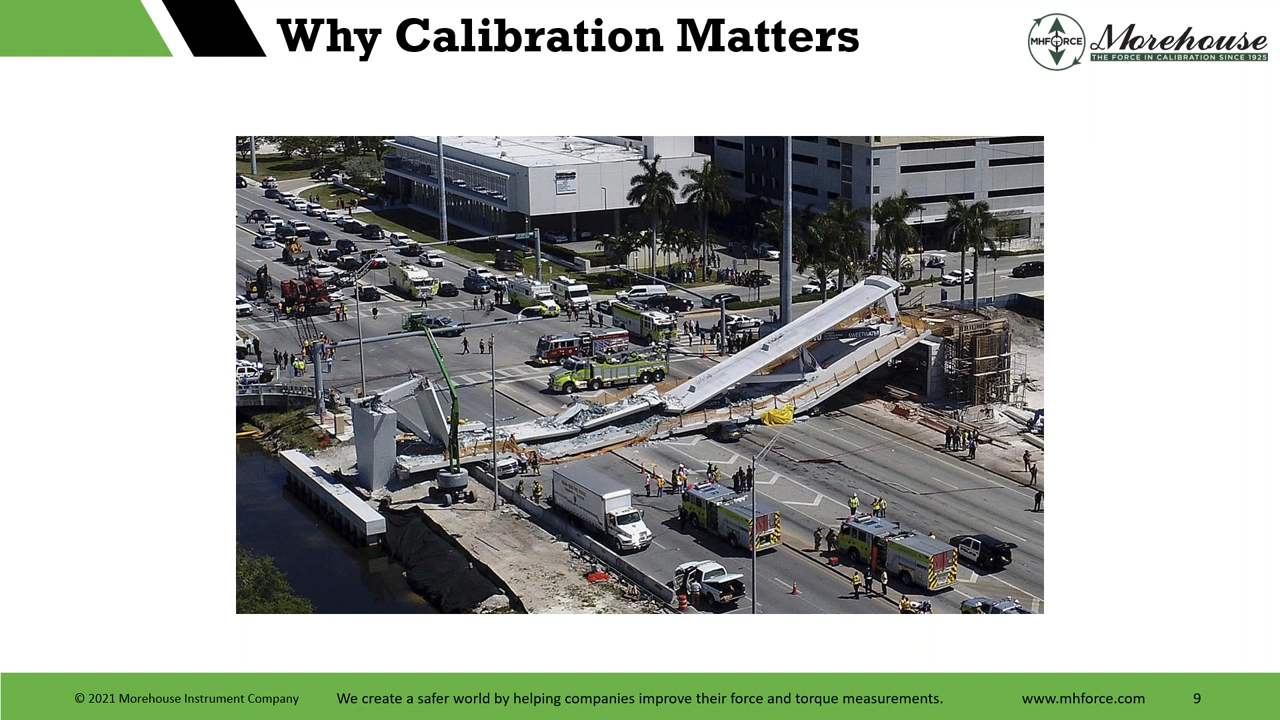 Why Calibration Matters
MHFORCE
Morehouse
THE FORCE IN CALIBRATION SINCE 1925
SWEETWATER
© 2021 Morehouse Instrument Company
We create a safer world by helping companies improve their force and torque measurements.
www.mhforce.com
9